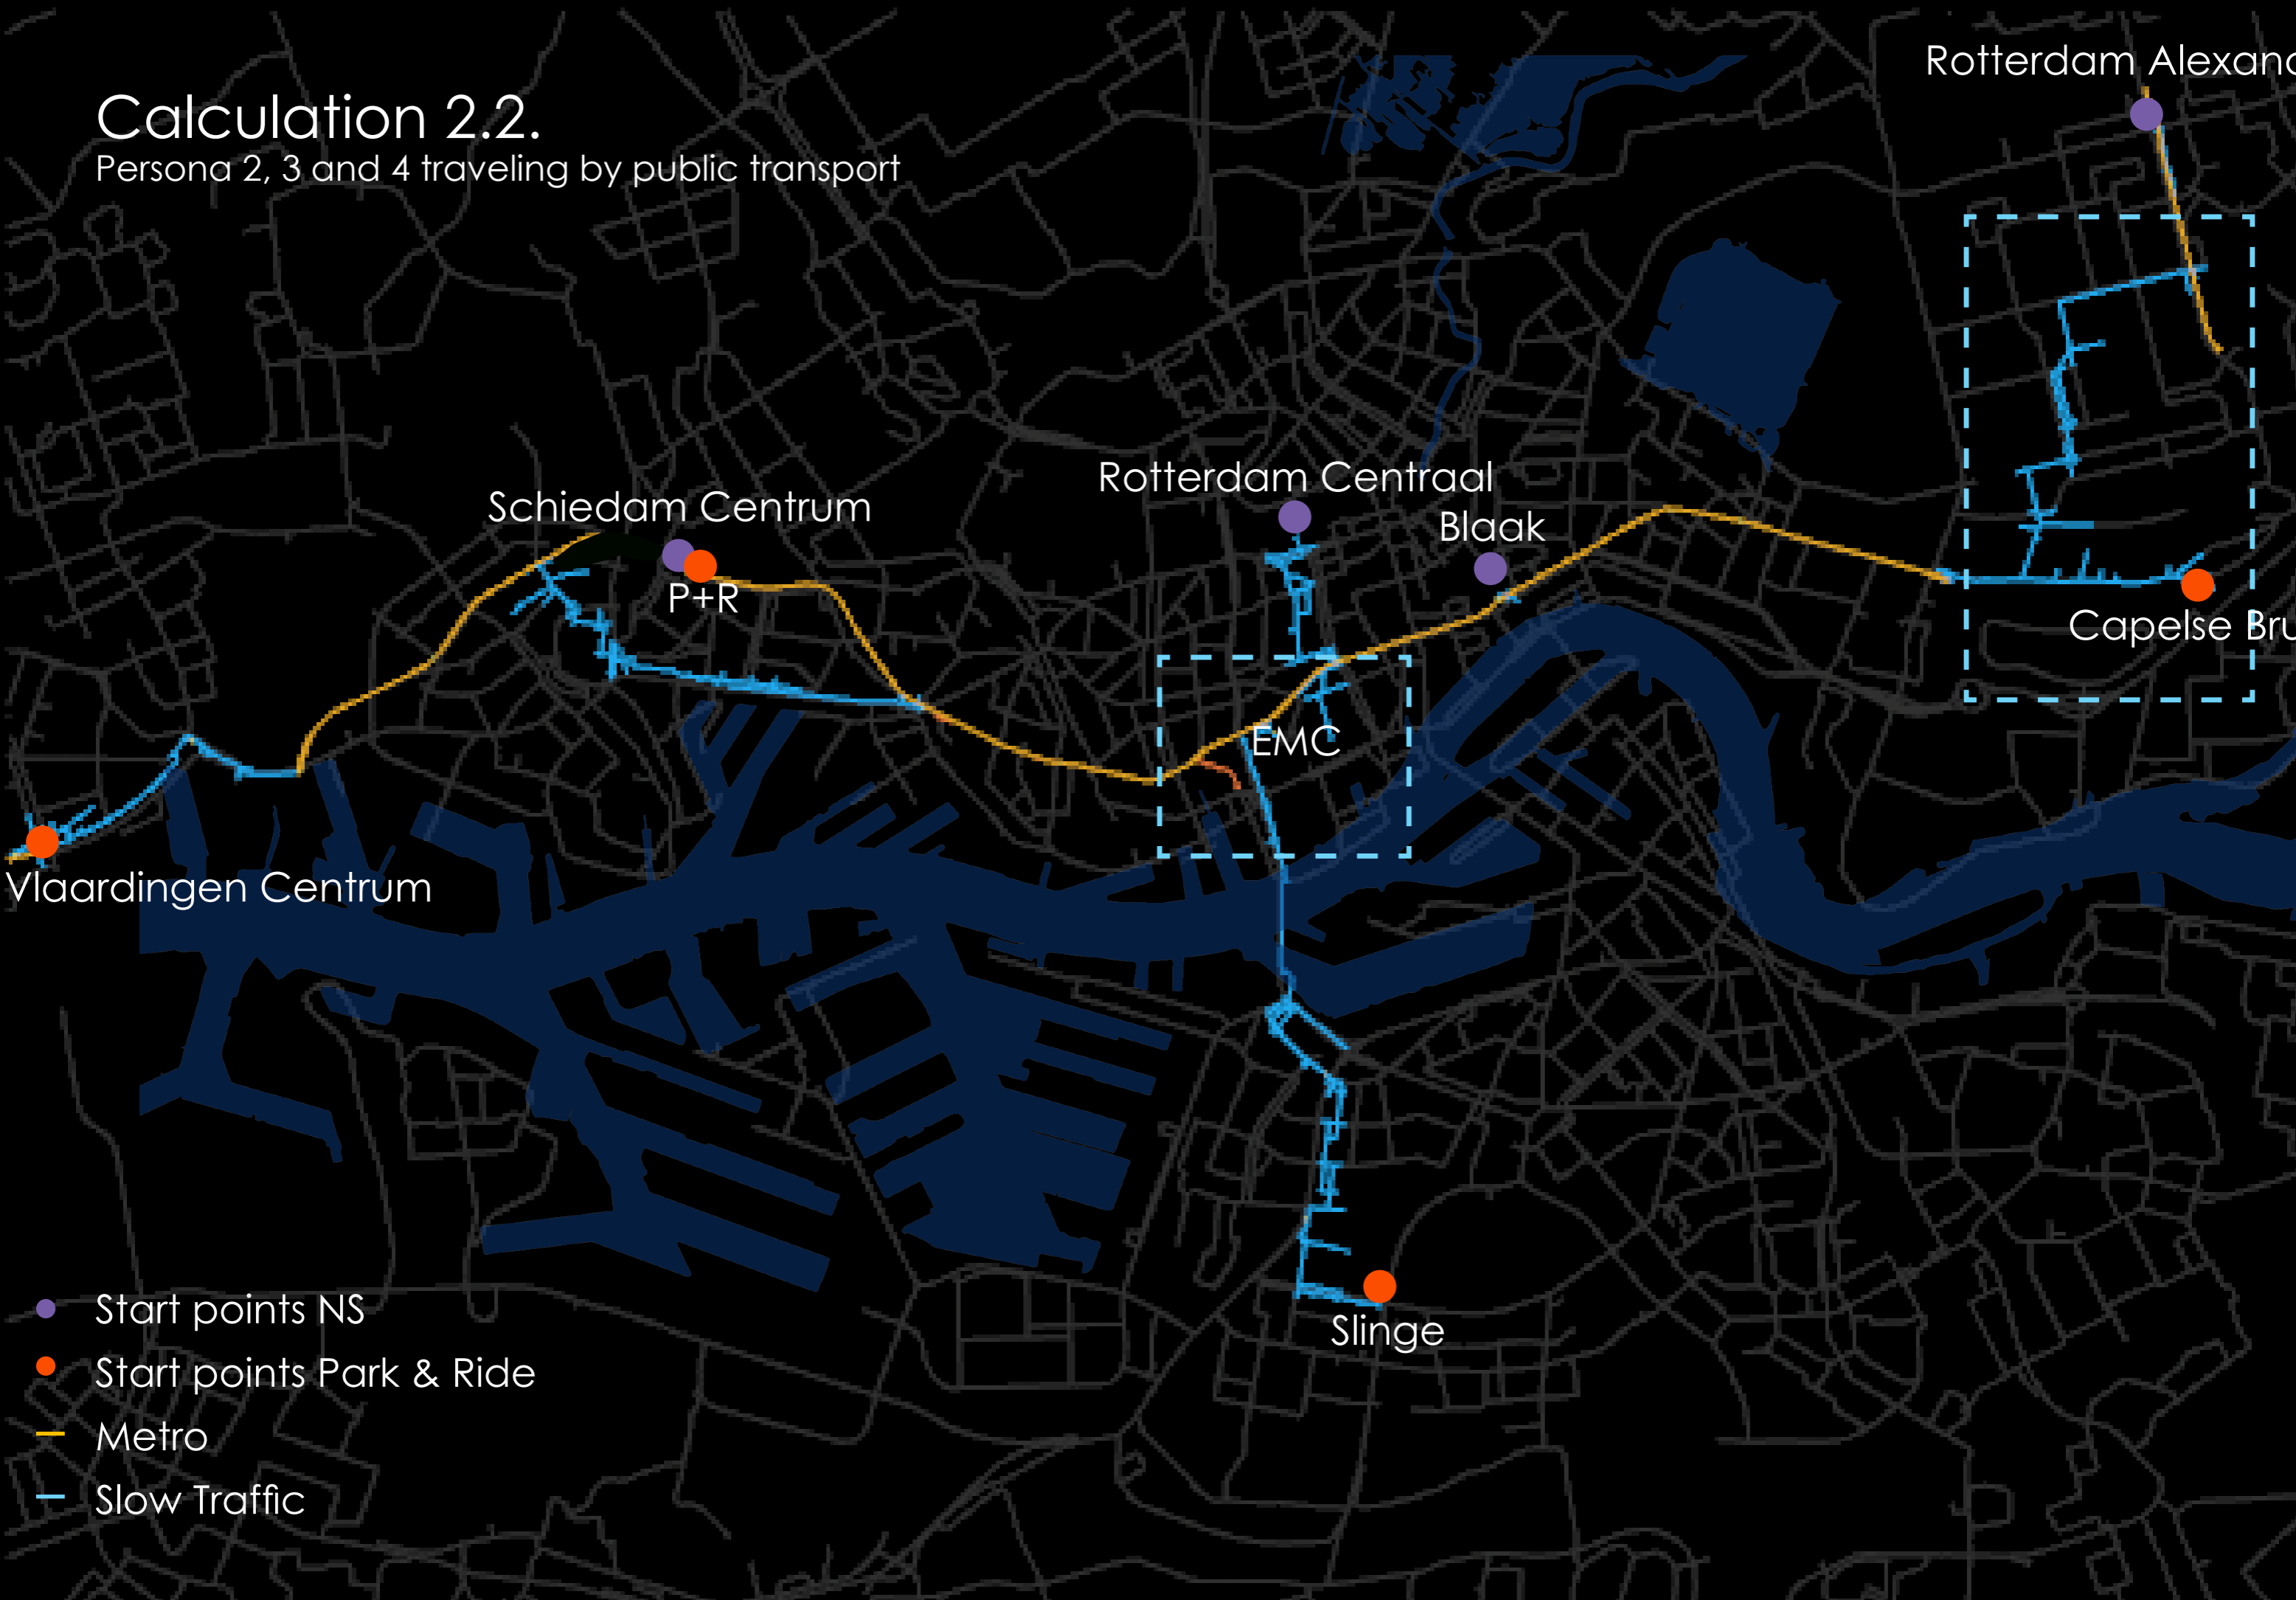 Calculation 2.2.
Persona 2, 3 and 4 traveling by public transport
Rotterdam Alexand
Rotterdam Centraal
Blaak
Schiedam Centrum
P+R
Capelse Bru
EMC
Vlaardingen Centrum
Slinge
Start points NS
Start points Park & Ride
Metro
Slow Traffic